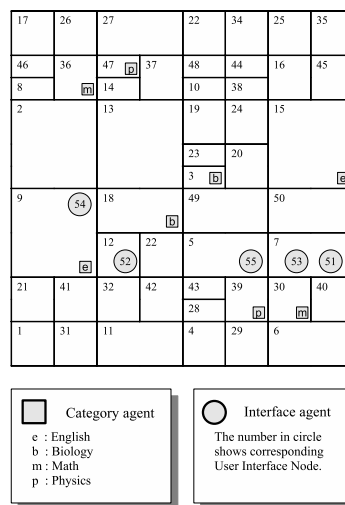 17 26 27 22 34 25 35
46 36 47 p 37 48 44 16 45
8 m 14 10 38
2 13 19 24 15
23 20
3 b e
9 54 18 49 50
b
12 22 5 7
e 52 55 53 51
21 41 32 42 43 39 30 40
28 p m
1 31 11 4 29 6
Category agent
e : English
b : Biology
m : Math
p : Physics
Interface agent
The number in circle
shows corresponding
User Interface Node.